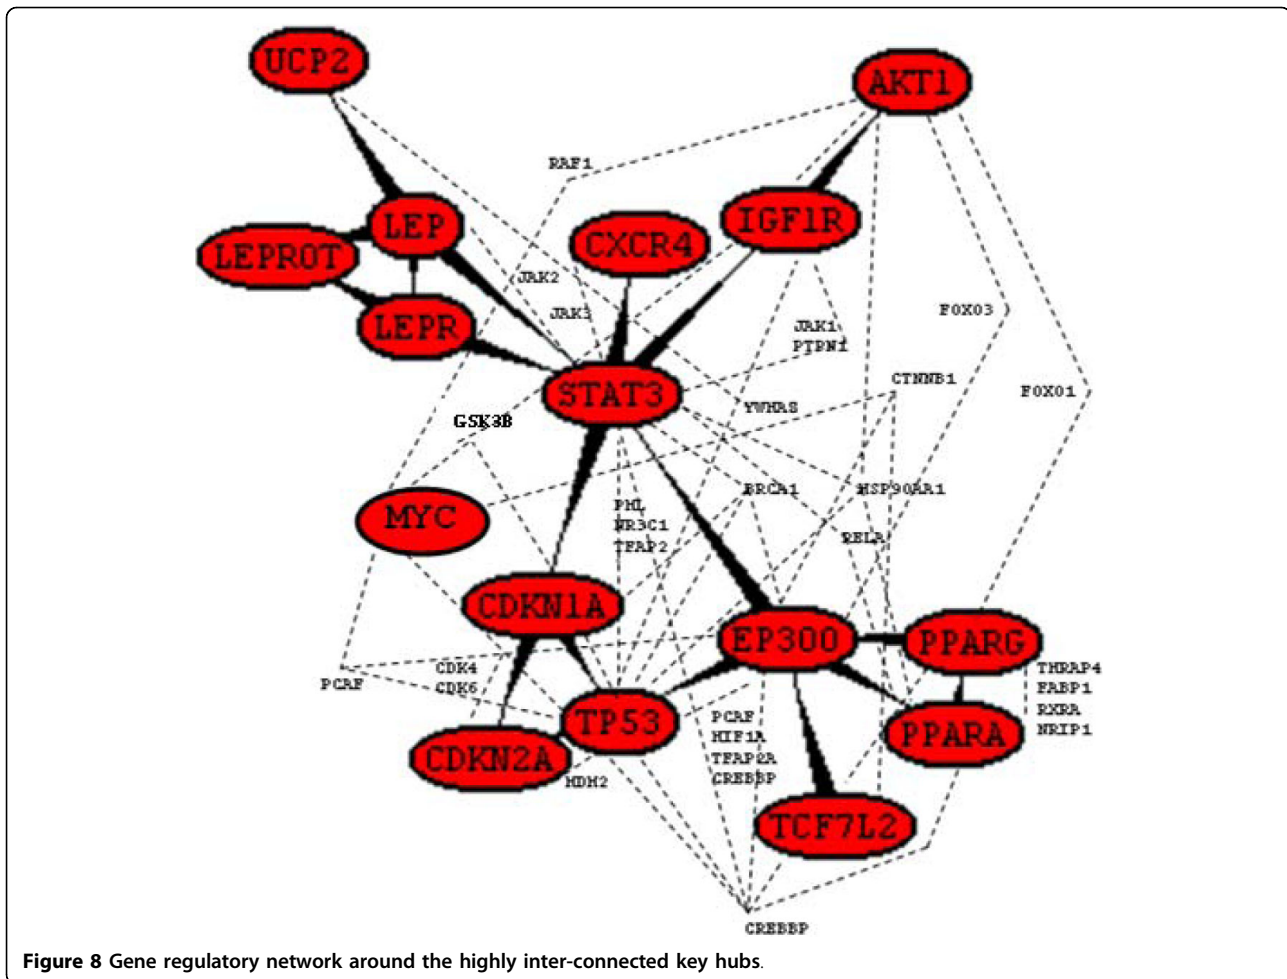 UCP2
AKT1
RAF1
LEP
CXCR4
IGF1R
LEPROT
JAK2
LEPR
JAK3
FOXO3
JAK1
PTPN1
CTNNB1
FOXO1
STAT3
YWHAS
GSK3B
BRCA1
HSP90AA1
MYC
PML
NR3C1
TFAP2
RELA
CDKN1A
EP300
PPARG
CDK4
CDK6
PCAF
THRAP4
FABP1
RXRA
NRIP1
TP53
PCAF
HIF1A
TFAP2A
CREBBP
PPARA
CDKN2A
MDM2
TCF7L2
CREBBP
Figure 8 Gene regulatory network around the highly inter-connected key hubs.